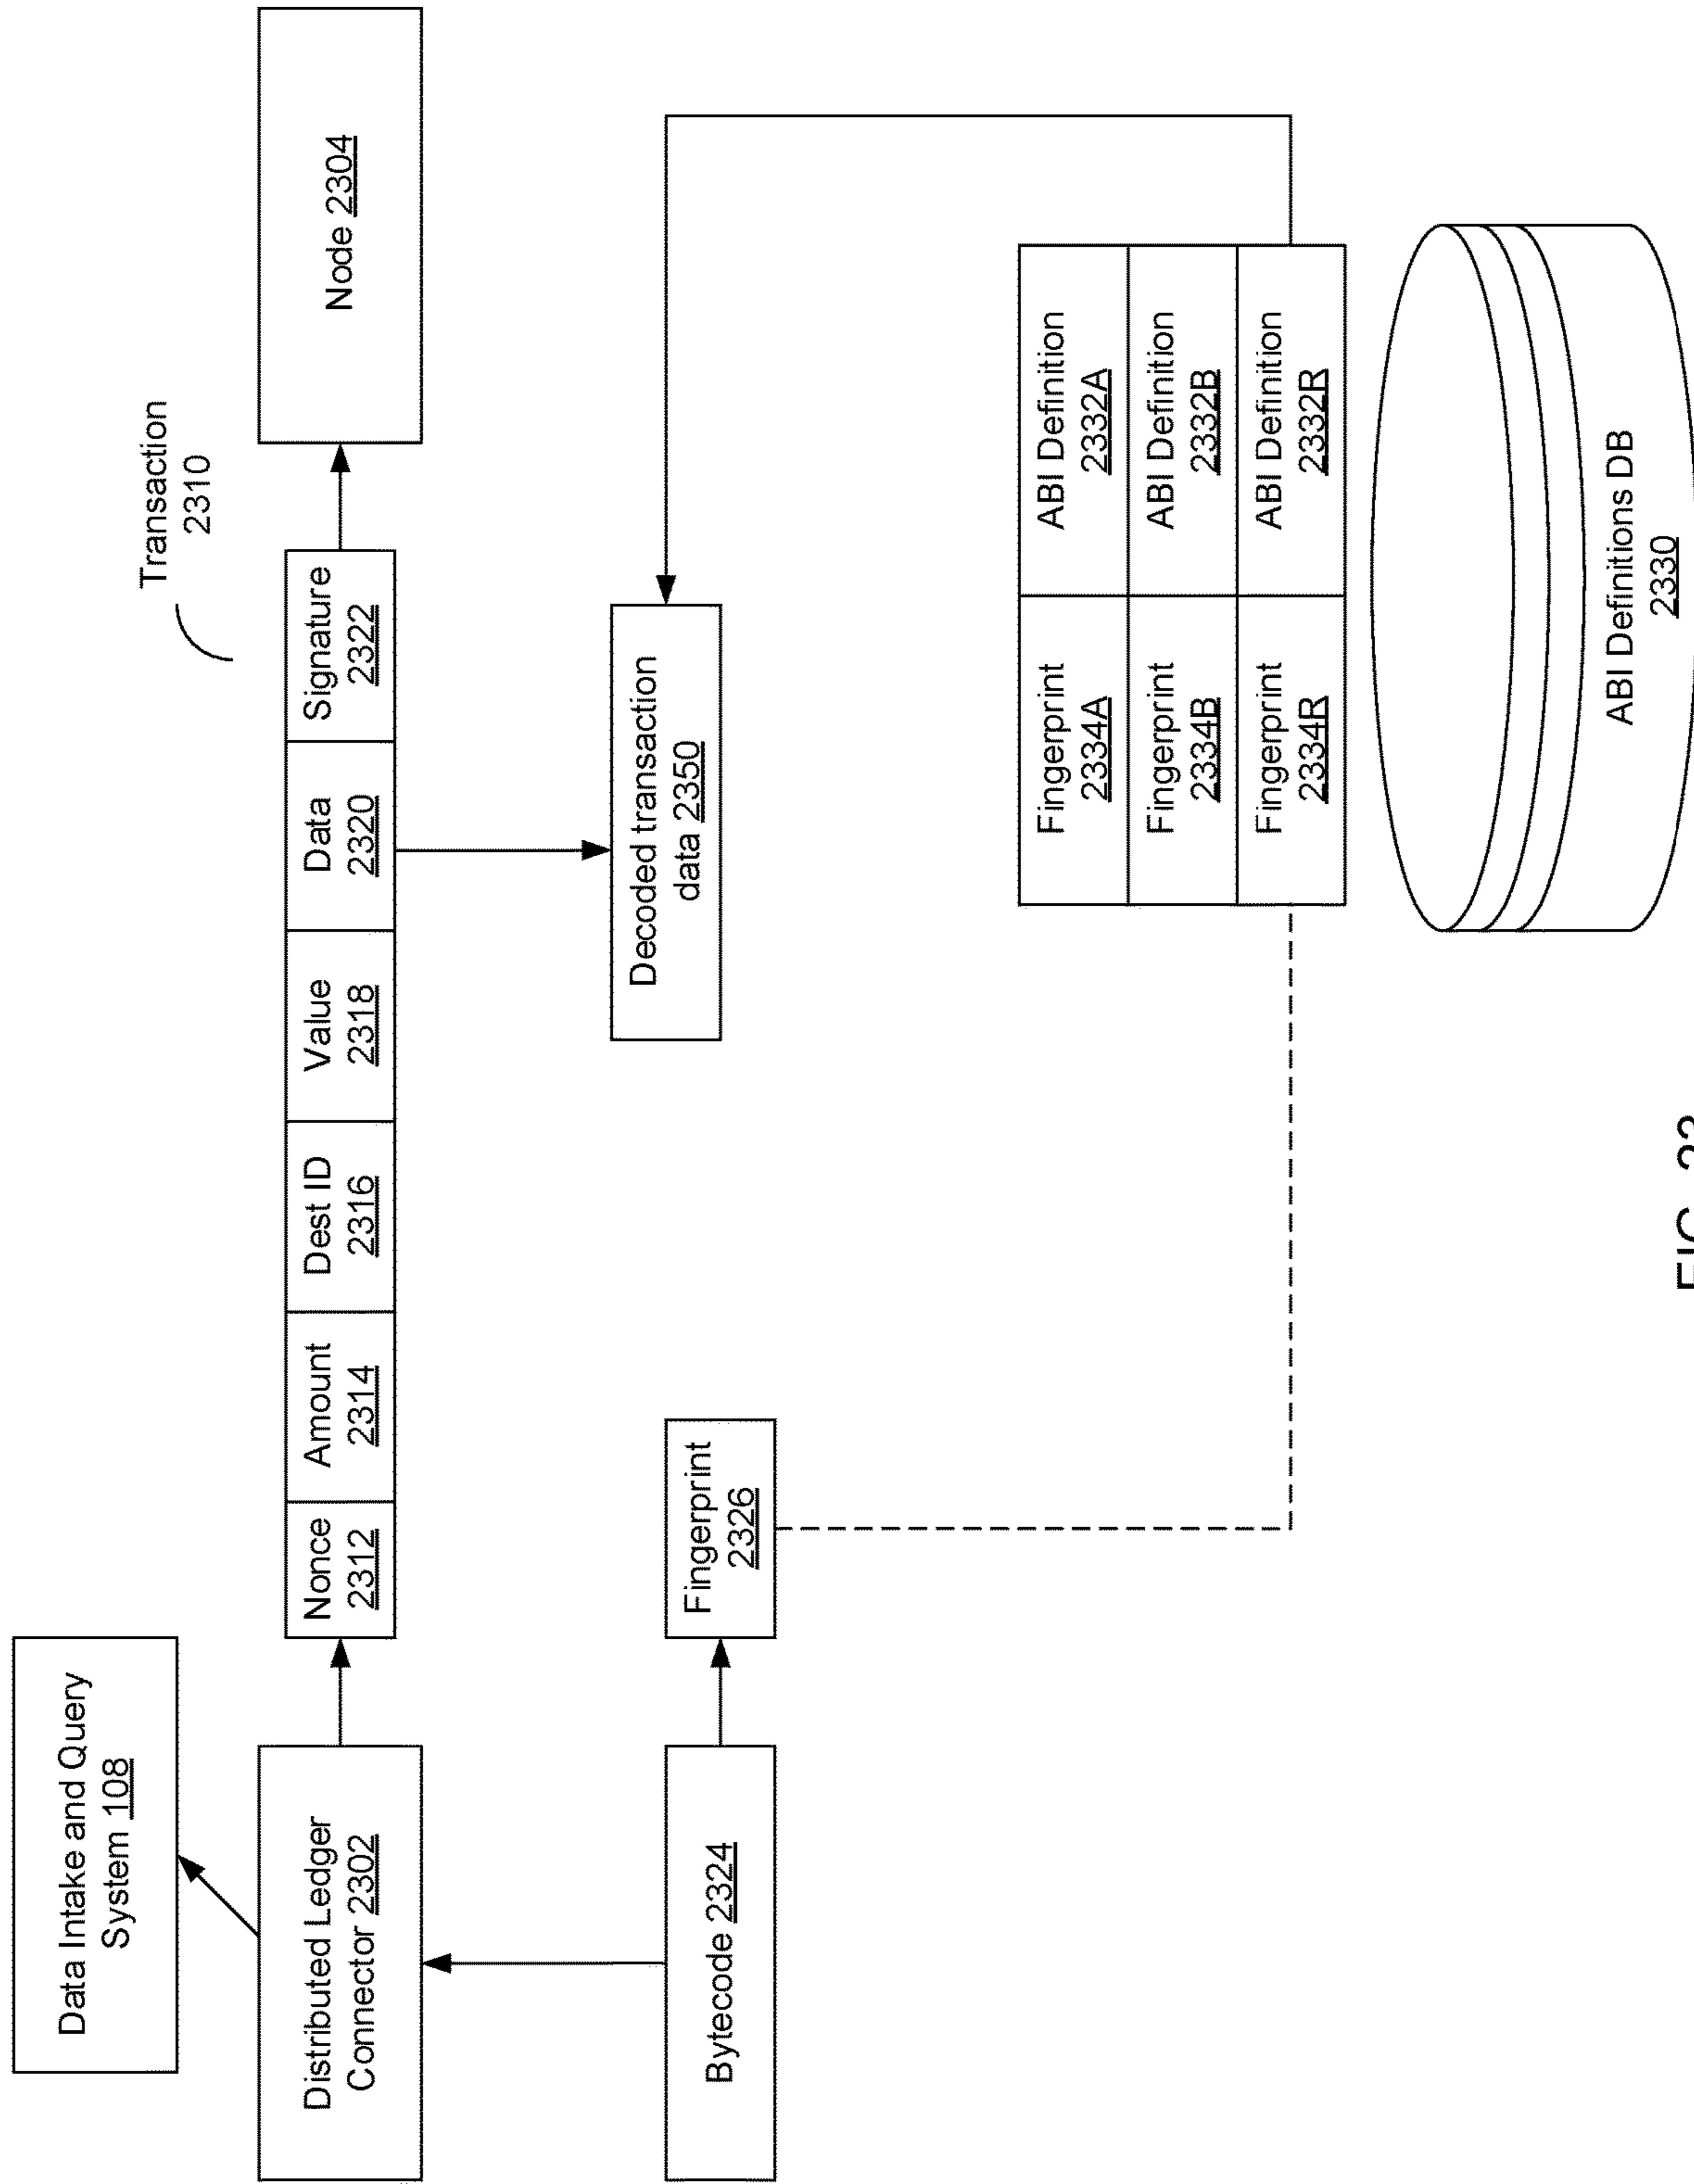 Data Intake and Query
System 108
Transaction
2310
Distributed Ledger
Connector 2302
Nonce
2312
Amount
2314
Dest ID
2316
Value
2318
Data
2320
Signature
2322
Node 2304
Bytecode 2324
Fingerprint
2326
Decoded transaction
data 2350
Fingerprint
2334A
ABI Definition
2332A
Fingerprint
2334B
ABI Definition
2332B
Fingerprint
2334R
ABI Definition
2332R
ABI Definitions DB
2330
FIG. 23